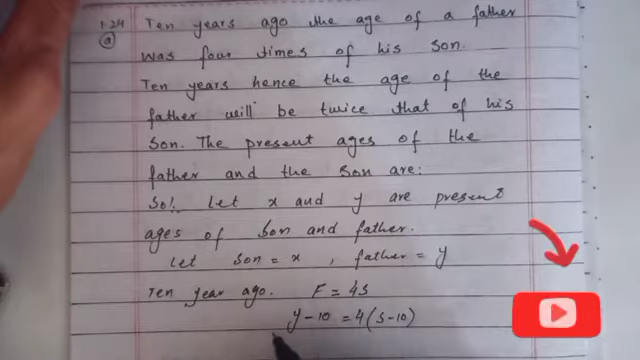 1.24 Ten years ago the age of a father
(a) was four times of his son.
Ten years hence the age of the
father will be twice that of his
son. The present ages of the
father and the son are:
Sol. Let x and y are present
ages of son and father.
Let son = x , father = y
Ten year ago. F = 4S
y - 10 = 4(s-10)